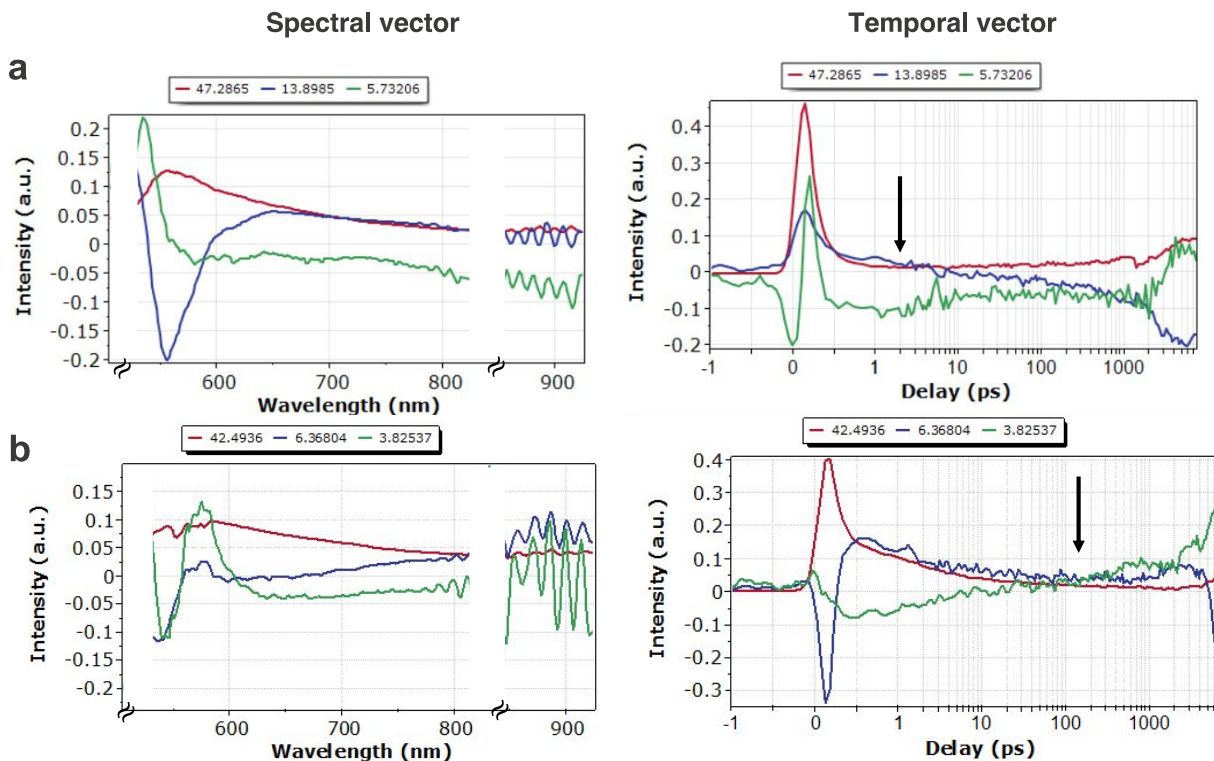 Spectral vector
Temporal vector
a
47.2865 13.8985 5.73206
Intensity (a.u.)
0.2
0.15
0.1
0.05
0
-0.05
-0.1
-0.15
-0.2
600 700 800 900
Wavelength (nm)
47.2865 13.8985 5.73206
Intensity (a.u.)
0.4
0.3
0.2
0.1
0
-0.1
-0.2
-1 0 1 10 100 1000
Delay (ps)
b
42.4936 6.36804 3.82537
Intensity (a.u.)
0.15
0.1
0.05
0
-0.05
-0.1
-0.2
600 700 800 900
Wavelength (nm)
42.4936 6.36804 3.82537
Intensity (a.u.)
0.4
0.3
0.2
0.1
0
0.1
-0.2
-0.3
-1 0 1 10 100 1000
Delay (ps)